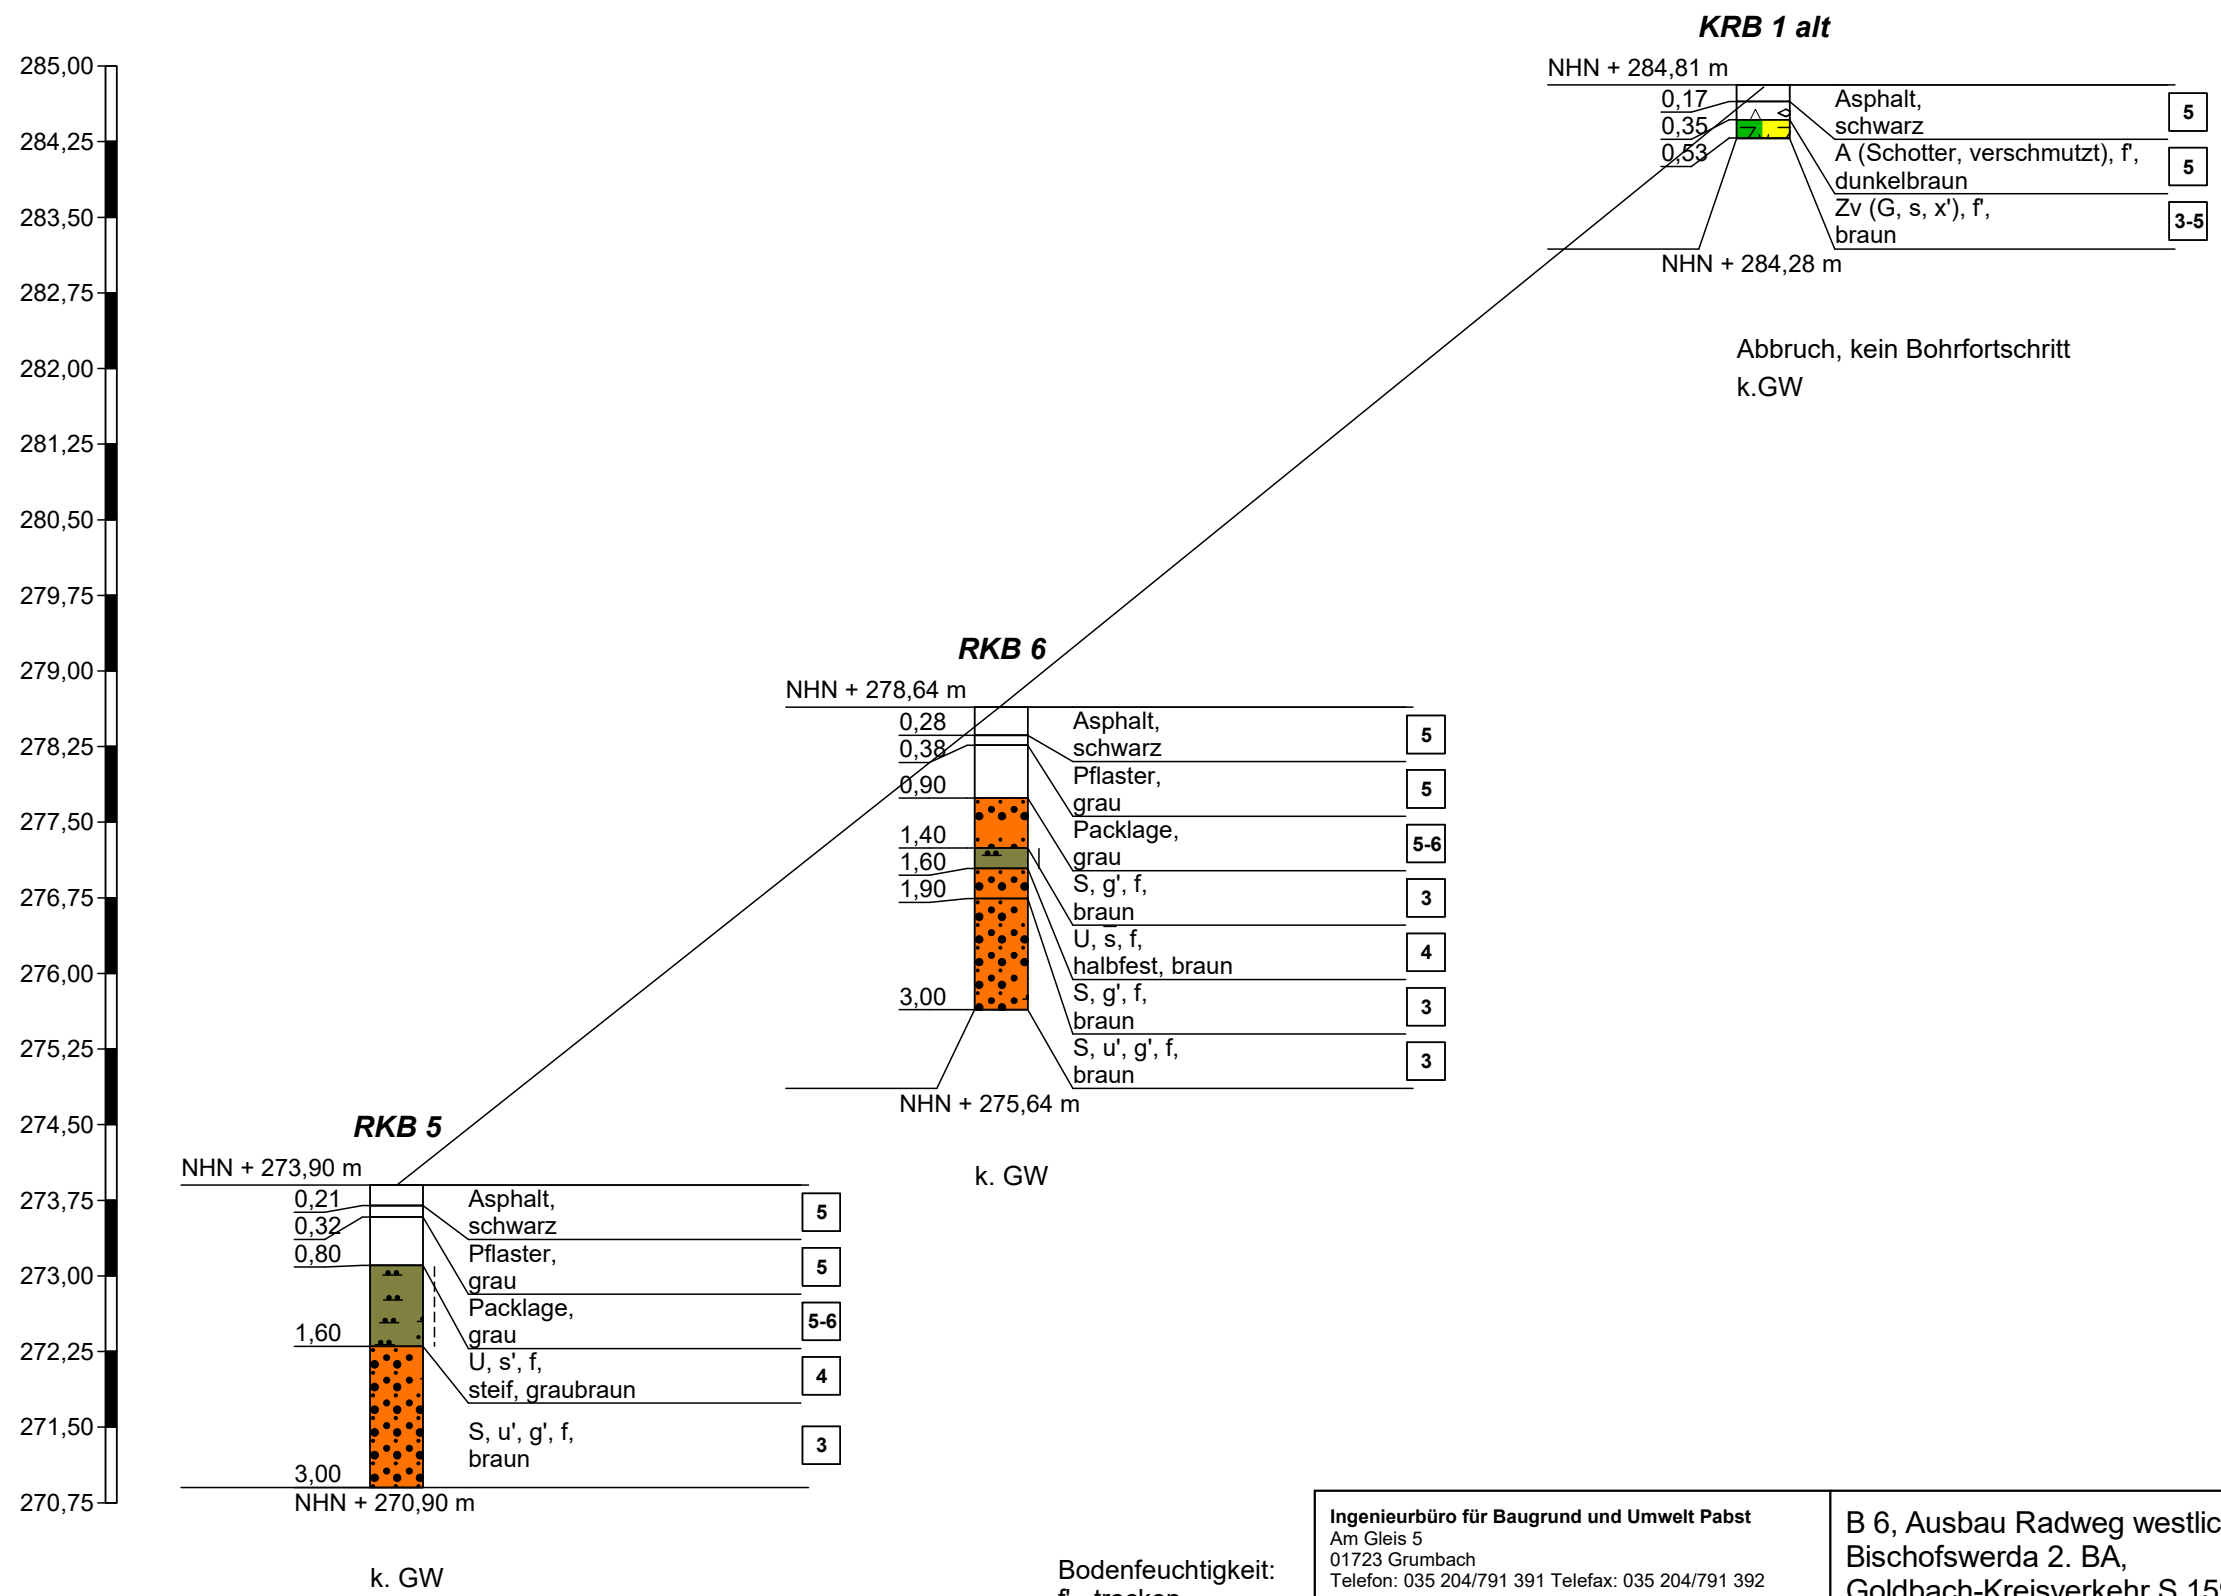 KRB 1 alt
NHN + 284,81 m
0,17
0,35
0,53
Asphalt,
schwarz
5
A (Schotter, verschmutzt), f',
dunkelbraun
5
Zv (G, s, x'), f',
braun
3-5
NHN + 284,28 m
Abbruch, kein Bohrfortschritt
k.GW
285,00
284,25
283,50
282,75
282,00
281,25
280,50
279,75
279,00
278,25
277,50
276,75
276,00
275,25
274,50
273,75
273,00
272,25
271,50
270,75
RKB 6
NHN + 278,64 m
0,28
0,38
0,90
1,40
1,60
1,90
3,00
Asphalt,
schwarz
5
Pflaster,
grau
5
Packlage,
grau
5-6
S, g', f,
braun
3
U, s̅, f,
halbfest, braun
4
S, g', f,
braun
3
S, u', g', f,
braun
3
NHN + 275,64 m
k. GW
RKB 5
NHN + 273,90 m
0,21
0,32
0,80
1,60
3,00
Asphalt,
schwarz
5
Pflaster,
grau
5
Packlage,
grau
5-6
U, s', f,
steif, graubraun
4
S, u', g', f,
braun
3
NHN + 270,90 m
k. GW
Bodenfeuchtigkeit:
Ingenieurbüro für Baugrund und Umwelt Pabst
Am Gleis 5
01723 Grumbach
Telefon: 035 204/791 391 Telefax: 035 204/791 392
B 6, Ausbau Radweg westlic
Bischofswerda 2. BA,
Goldbach-Kreisverkehr S 15